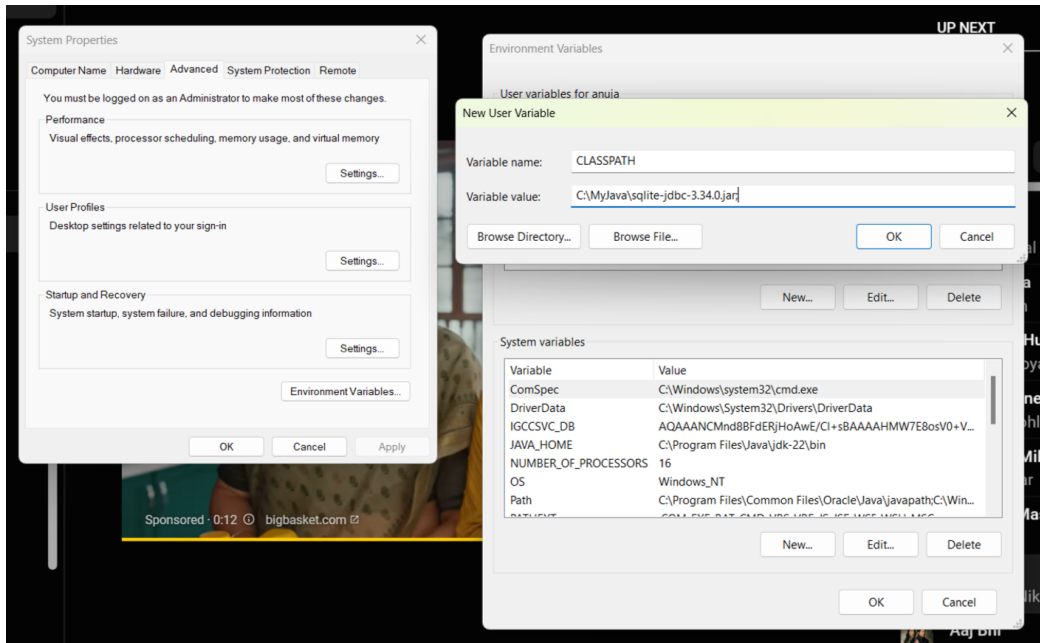 UP NEXT
System Properties
Computer Name Hardware Advanced System Protection Remote
You must be logged on as an Administrator to make most of these changes.
Performance
Visual effects, processor scheduling, memory usage, and virtual memory
Settings...
User Profiles
Desktop settings related to your sign-in
Settings...
Startup and Recovery
System startup, system failure, and debugging information
Settings...
Environment Variables...
OK Cancel Apply
Sponsored · 0:12 bigbasket.com
Environment Variables
User variables for anuja
New User Variable
Variable name: CLASSPATH
Variable value: C:\MyJava\sqlite-jdbc-3.34.0.jar;
Browse Directory... Browse File... OK Cancel
New... Edit... Delete
System variables
Variable Value
ComSpec C:\Windows\system32\cmd.exe
DriverData C:\Windows\System32\Drivers\DriverData
IGCCSVC_DB AQAAANCMnd8BFdERjHoAwE/Cl+sBAAAAHMW7E8osV0+V...
JAVA_HOME C:\Program Files\Java\jdk-22\bin
NUMBER_OF_PROCESSORS 16
OS Windows_NT
Path C:\Program Files\Common Files\Oracle\Java\javapath;C:\Win...
New... Edit... Delete
OK Cancel